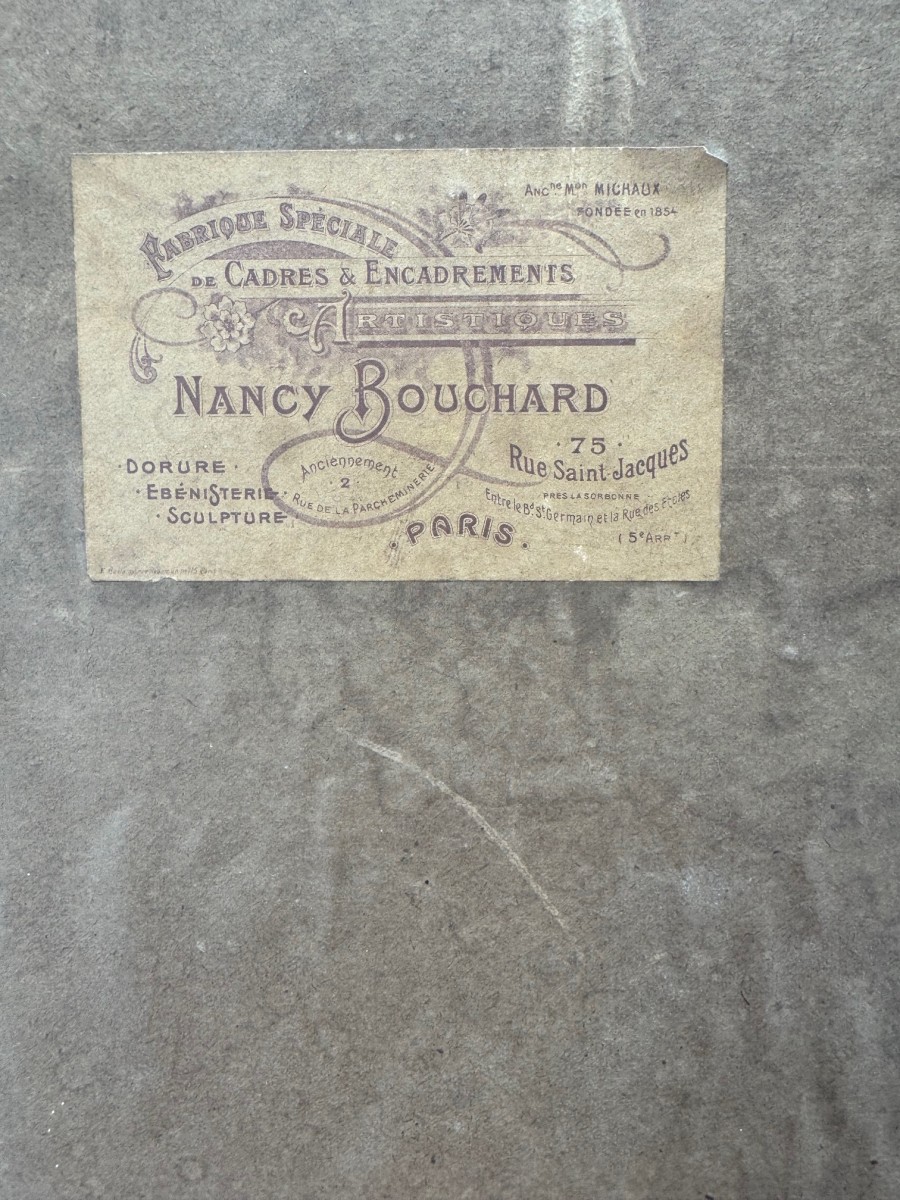 Ancne Mon MICHAUX
FONDÉE en 1854
FABRIQUE SPÉCIALE
DE CADRES & ENCADREMENTS
ARTISTIQUES
NANCY BOUCHARD
· DORURE ·
· EBÉNISTERIE ·
· SCULPTURE ·
Anciennement
2
RUE DE LA PARCHEMINERIE
· 75 ·
Rue Saint-Jacques
PRÈS LA SORBONNE
Entre le Bd St Germain et la Rue des Ecoles
(5e ARRt)
· PARIS ·